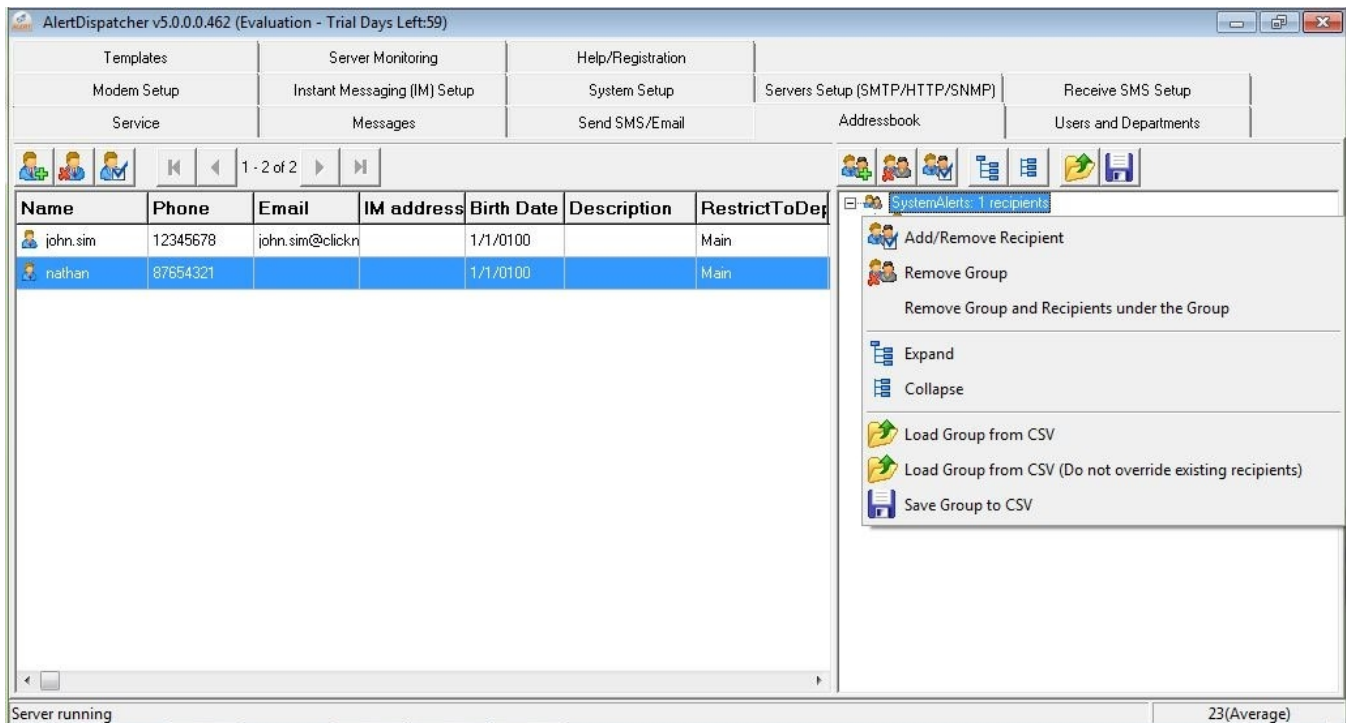 AlertDispatcher v5.0.0.0.462 (Evaluation - Trial Days Left:59)
Templates Server Monitoring Help/Registration
Modem Setup Instant Messaging (IM) Setup System Setup Servers Setup (SMTP/HTTP/SNMP) Receive SMS Setup
Service Messages Send SMS/Email Addressbook Users and Departments
1 - 2 of 2
Name Phone Email IM address Birth Date Description RestrictToDep
john.sim 12345678 john.sim@clickn 1/1/0100 Main
nathan 87654321 1/1/0100 Main
SystemAlerts: 1 recipients
Add/Remove Recipient
Remove Group
Remove Group and Recipients under the Group
Expand
Collapse
Load Group from CSV
Load Group from CSV (Do not override existing recipients)
Save Group to CSV
Server running 23(Average)